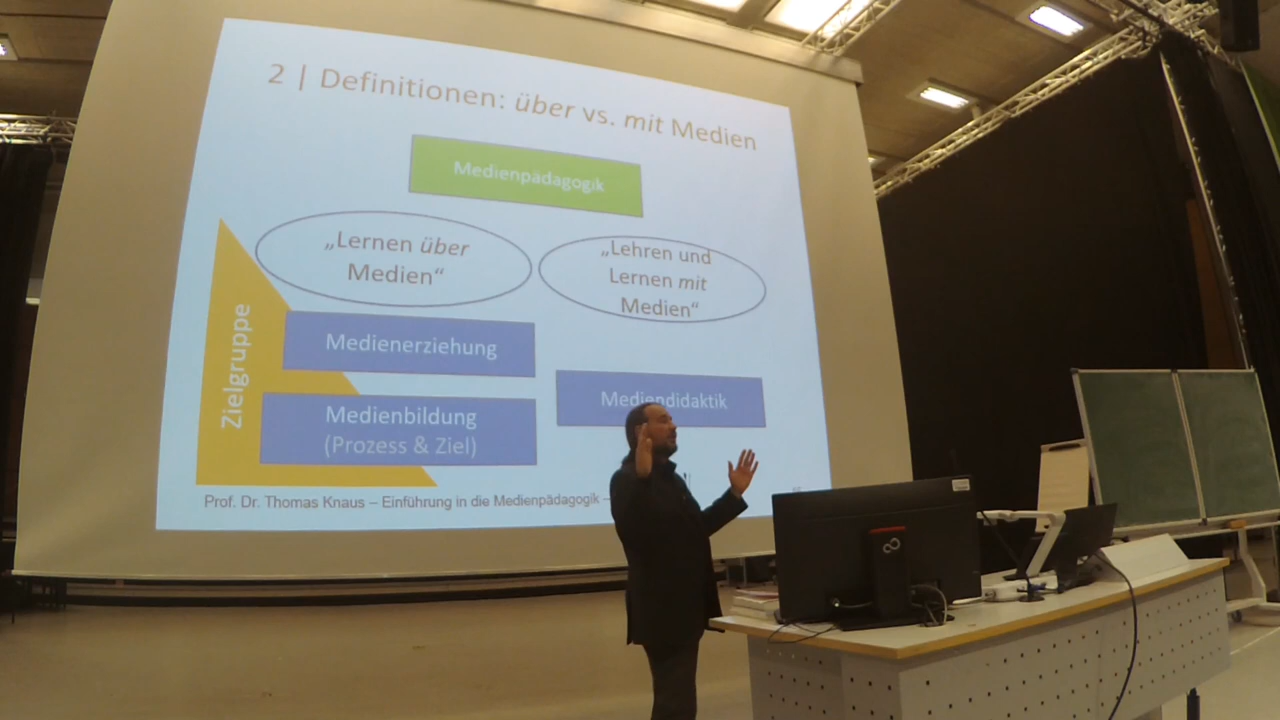 2 | Definitionen: über vs. mit Medien
Medienpädagogik
„Lernen über
Medien“
„Lehren und
Lernen mit
Medien“
Zielgruppe
Medienerziehung
Mediendidaktik
Medienbildung
(Prozess & Ziel)
Prof. Dr. Thomas Knaus – Einführung in die Medienpädagogik –